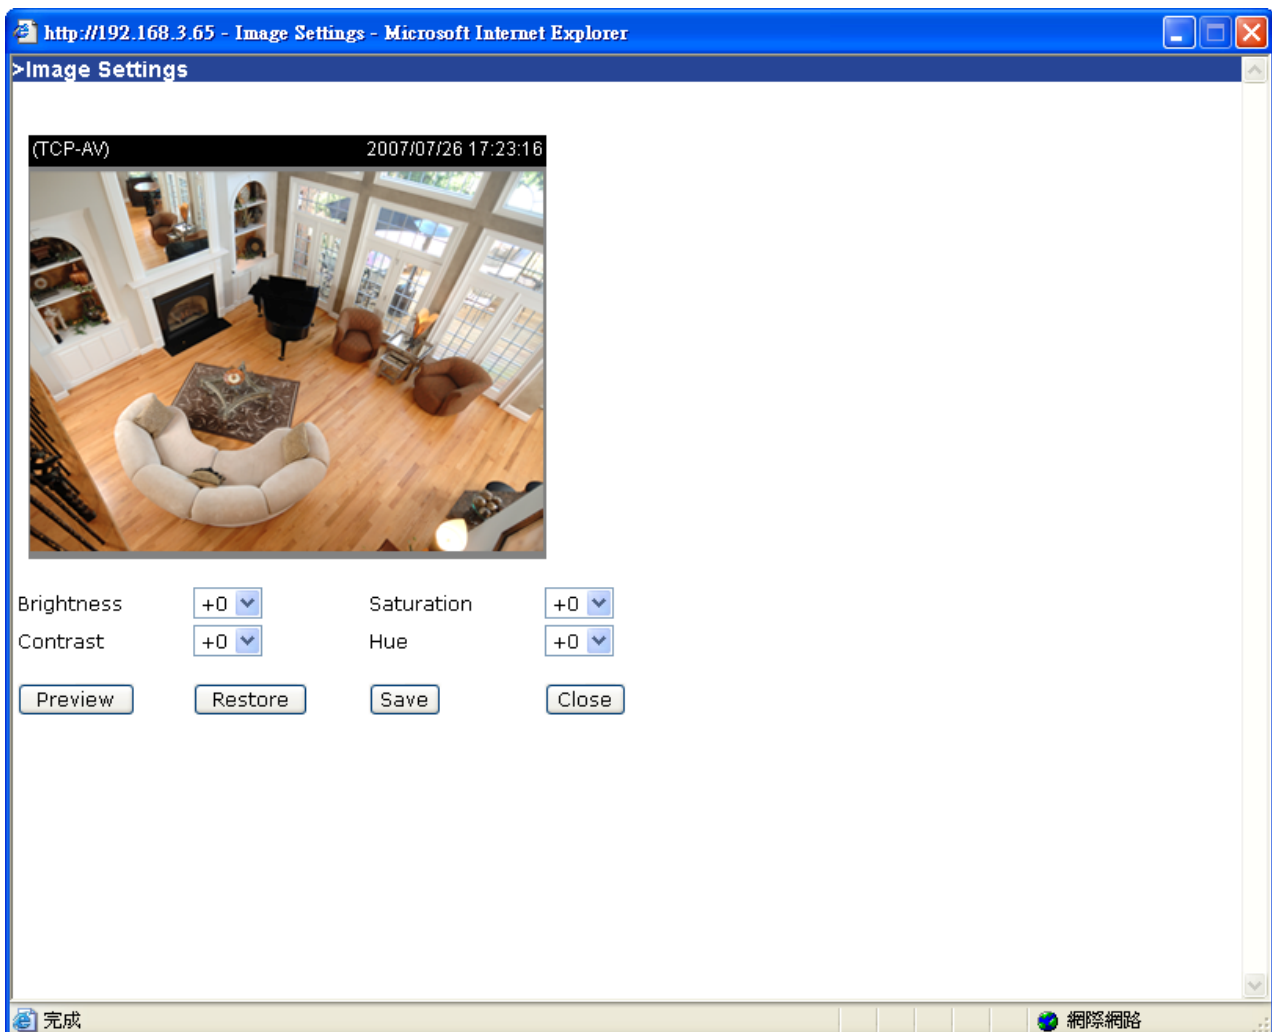 http://192.168.3.65 - Image Settings - Microsoft Internet Explorer
>Image Settings
(TCP-AV) 2007/07/26 17:23:16
Brightness +0 Saturation +0
Contrast +0 Hue +0
Preview Restore Save Close
完成 網際網路